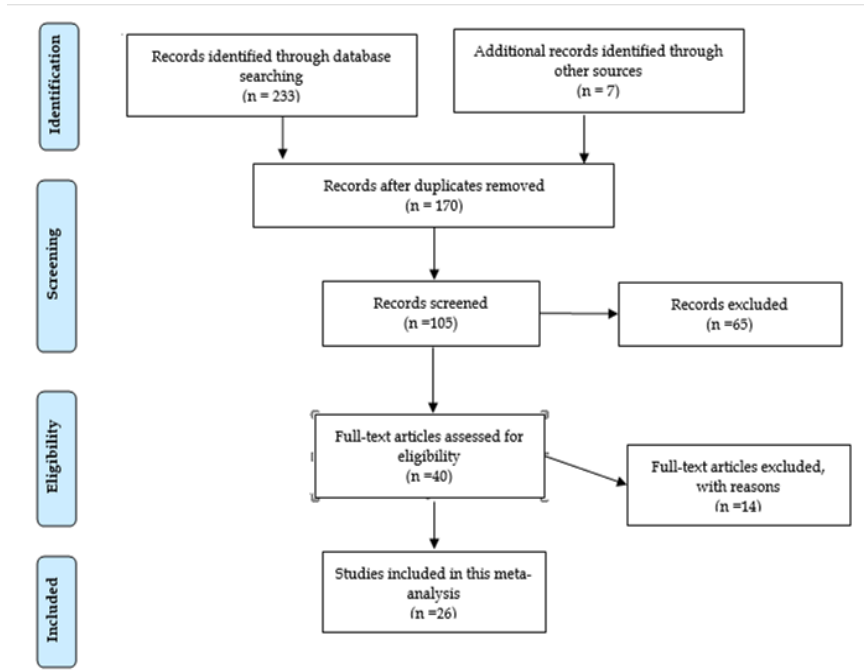 Identification
Records identified through database
searching
(n = 233)
Additional records identified through
other sources
(n = 7)
Screening
Records after duplicates removed
(n = 170)
Records screened
(n =105)
Records excluded
(n =65)
Eligibility
Full-text articles assessed for
eligibility
(n =40)
Full-text articles excluded,
with reasons
(n =14)
Included
Studies included in this meta-
analysis
(n =26)